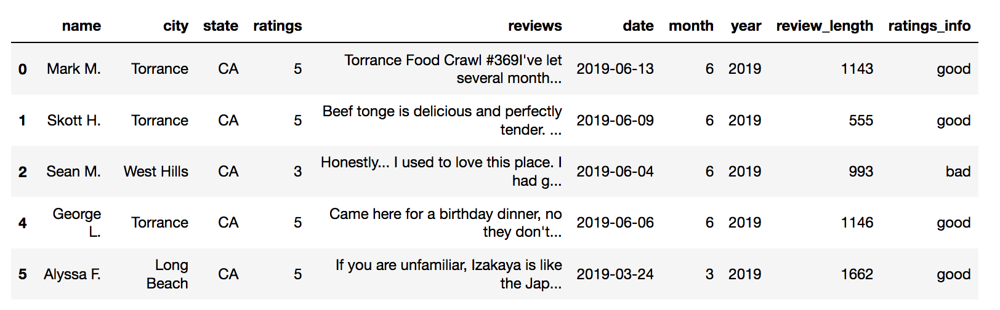 name city state ratings reviews date month year review_length ratings_info
0 Mark M. Torrance CA 5 Torrance Food Crawl #369I've let several month... 2019-06-13 6 2019 1143 good
1 Skott H. Torrance CA 5 Beef tonge is delicious and perfectly tender. ... 2019-06-09 6 2019 555 good
2 Sean M. West Hills CA 3 Honestly... I used to love this place. I had g... 2019-06-04 6 2019 993 bad
4 George L. Torrance CA 5 Came here for a birthday dinner, no they don't... 2019-06-06 6 2019 1146 good
5 Alyssa F. Long Beach CA 5 If you are unfamiliar, Izakaya is like the Jap... 2019-03-24 3 2019 1662 good